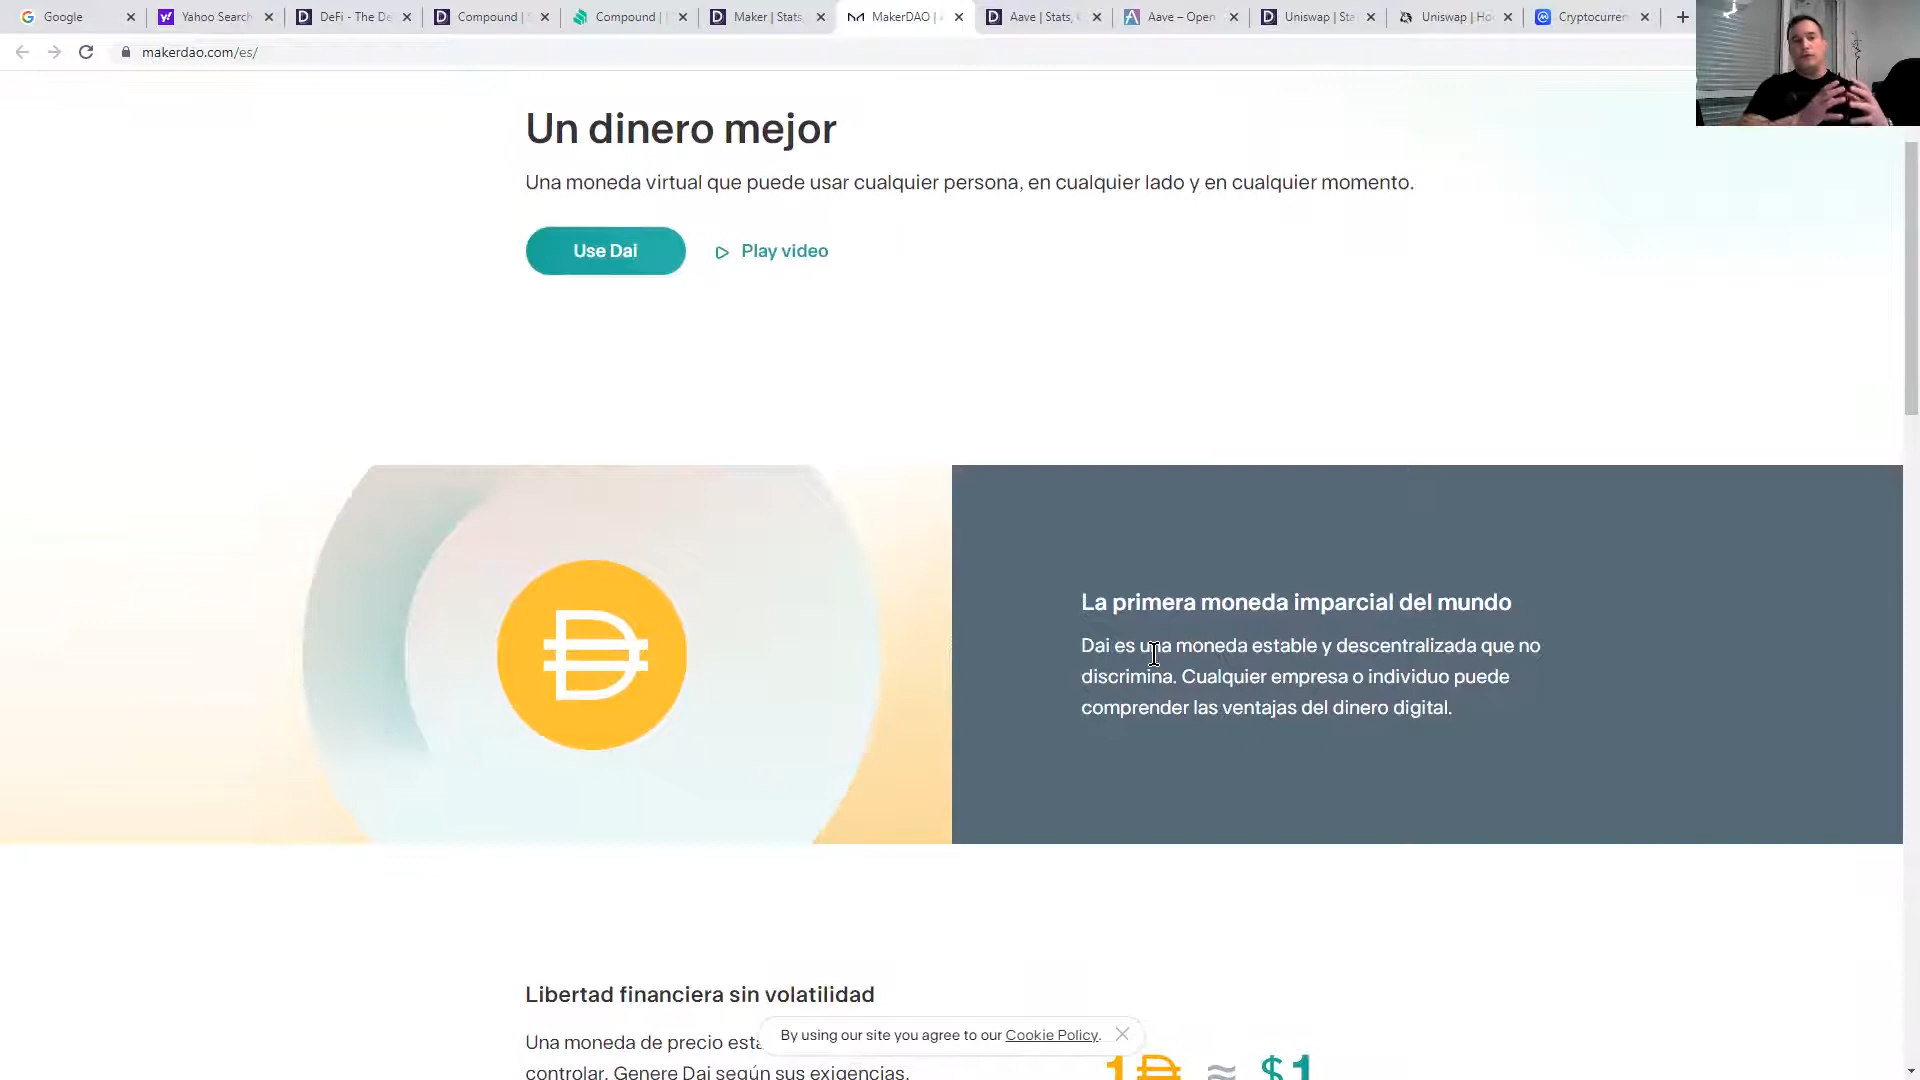 Google
Yahoo Search
DeFi - The De
Compound |
Compound |
Maker | Stats,
MakerDAO |
Aave | Stats,
Aave – Open
Uniswap | Sta
Uniswap | Ho
Cryptocurren
makerdao.com/es/
Un dinero mejor
Una moneda virtual que puede usar cualquier persona, en cualquier lado y en cualquier momento.
Use Dai
Play video
La primera moneda imparcial del mundo
Dai es una moneda estable y descentralizada que no
discrimina. Cualquier empresa o individuo puede
comprender las ventajas del dinero digital.
Libertad financiera sin volatilidad
Una moneda de precio esta
controlar. Genere Dai según sus exigencias.
By using our site you agree to our Cookie Policy.
1 ≈ $1